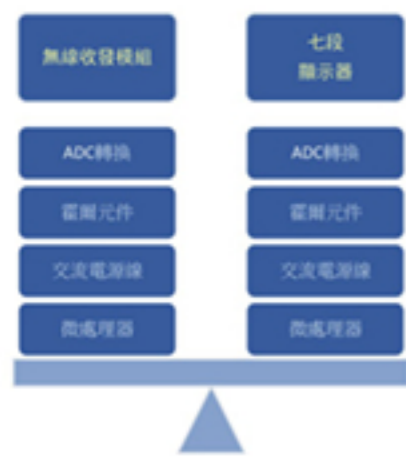 無線收發模組
七段
顯示器
ADC轉換
ADC轉換
霍爾元件
霍爾元件
交流電源線
交流電源線
微處理器
微處理器